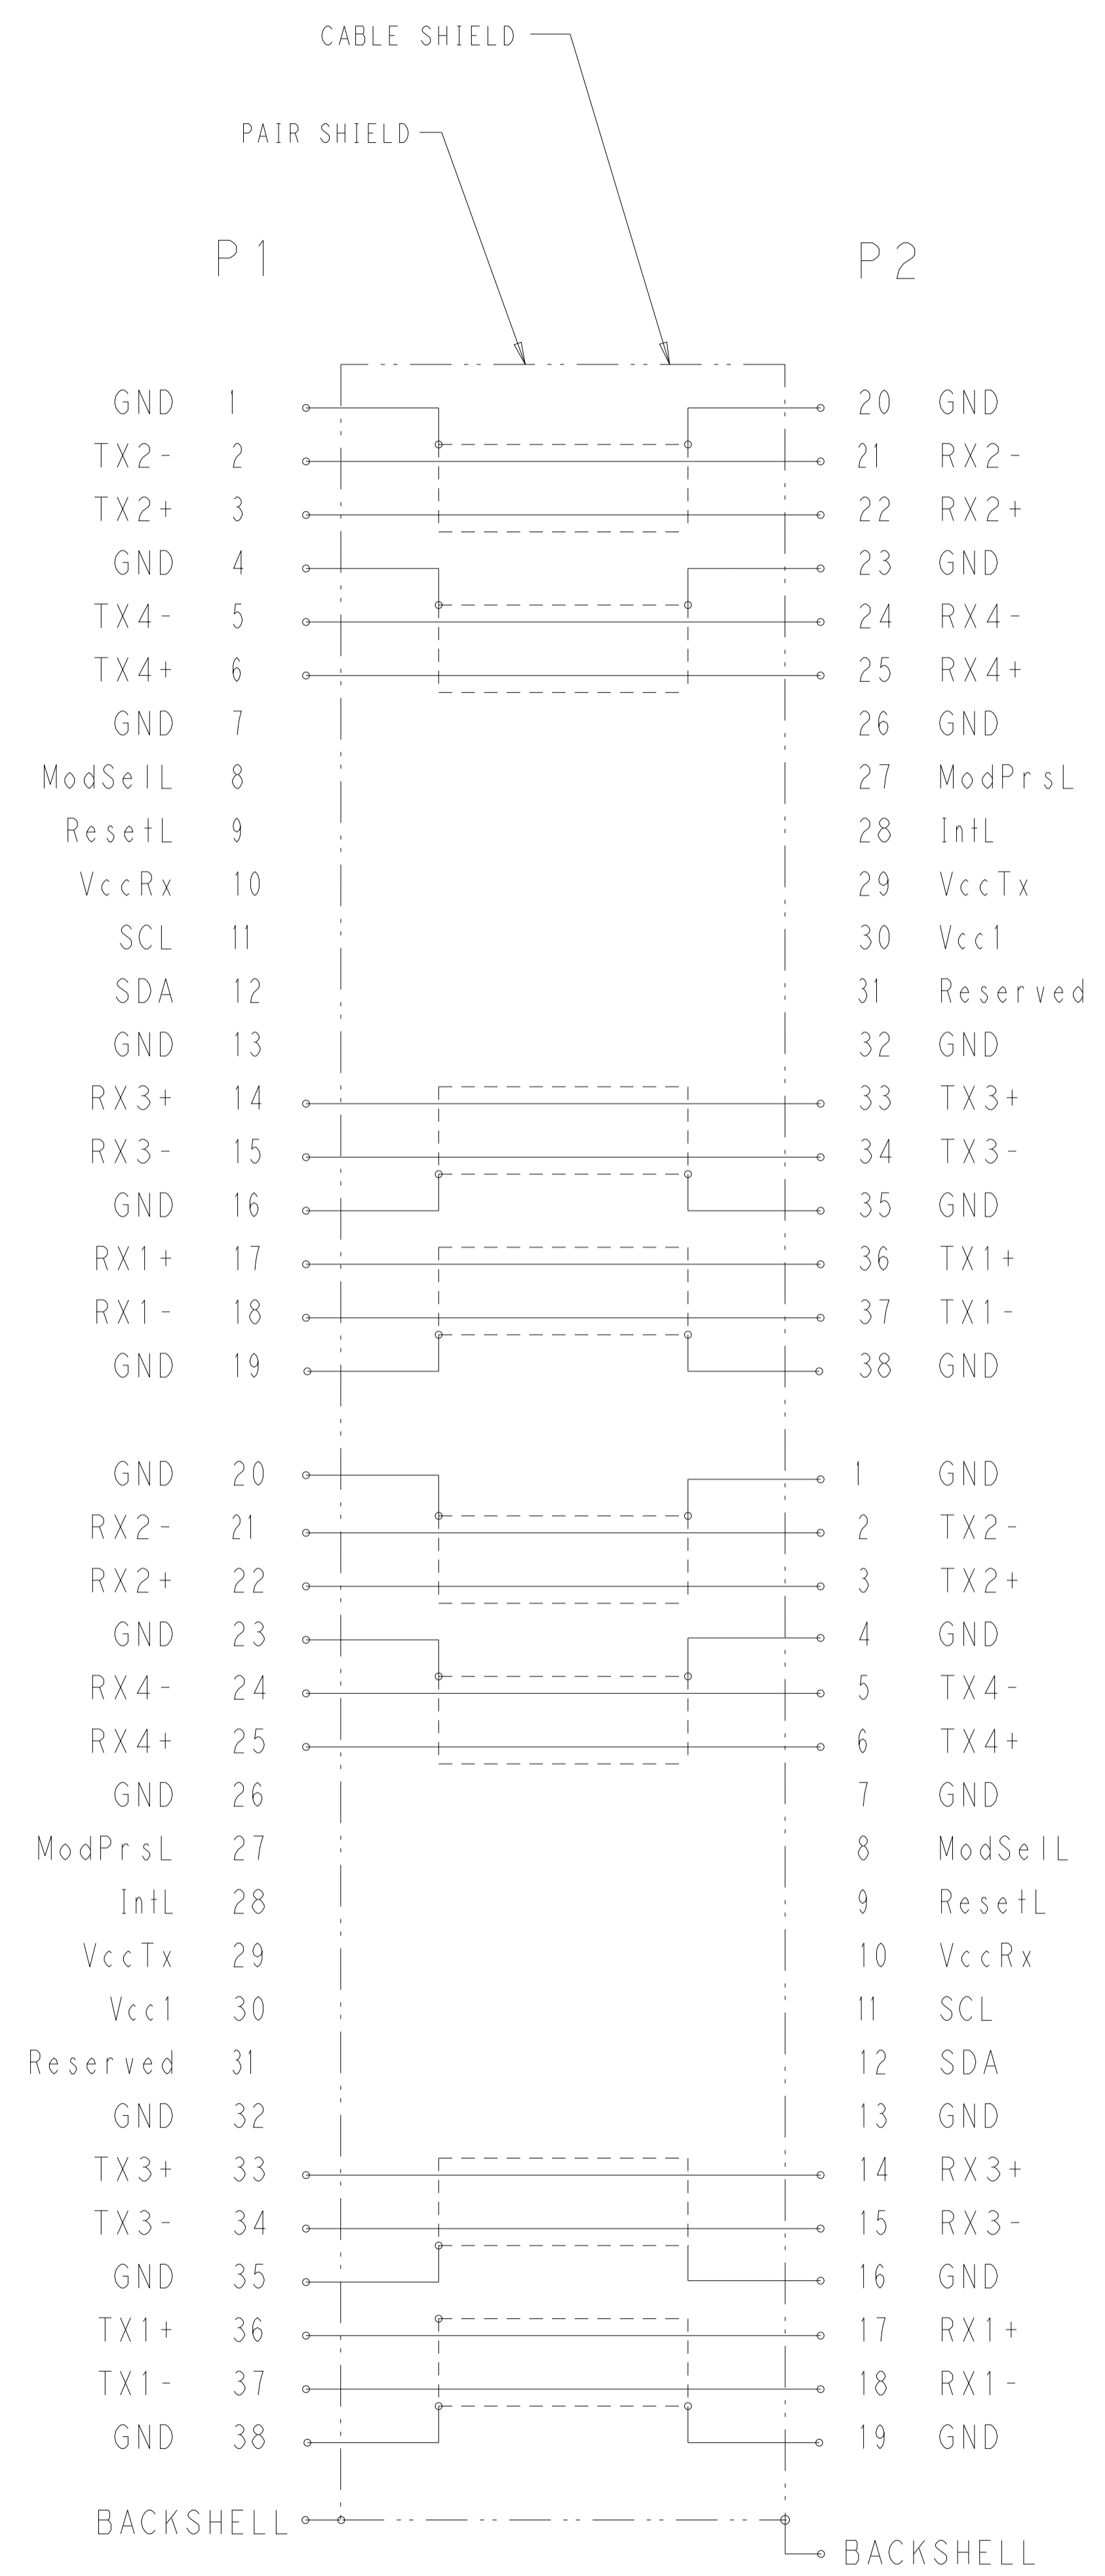 CABLE SHIELD
PAIR SHIELD
P1 P2
GND 1 20 GND
TX2- 2 21 RX2-
TX2+ 3 22 RX2+
GND 4 23 GND
TX4- 5 24 RX4-
TX4+ 6 25 RX4+
GND 7 26 GND
ModSelL 8 27 ModPrsL
ResetL 9 28 IntL
VccRx 10 29 VccTx
SCL 11 30 Vcc1
SDA 12 31 Reserved
GND 13 32 GND
RX3+ 14 33 TX3+
RX3- 15 34 TX3-
GND 16 35 GND
RX1+ 17 36 TX1+
RX1- 18 37 TX1-
GND 19 38 GND
GND 20 1 GND
RX2- 21 2 TX2-
RX2+ 22 3 TX2+
GND 23 4 GND
RX4- 24 5 TX4-
RX4+ 25 6 TX4+
GND 26 7 GND
ModPrsL 27 8 ModSelL
IntL 28 9 ResetL
VccTx 29 10 VccRx
Vcc1 30 11 SCL
Reserved 31 12 SDA
GND 32 13 GND
TX3+ 33 14 RX3+
TX3- 34 15 RX3-
GND 35 16 GND
TX1+ 36 17 RX1+
TX1- 37 18 RX1-
GND 38 19 GND
BACKSHELL
BACKSHELL